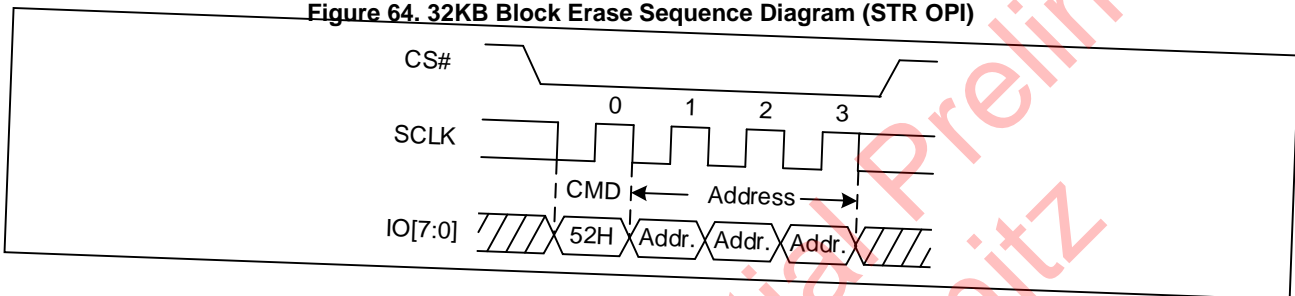 Figure 64. 32KB Block Erase Sequence Diagram (STR OPI)
CS#
0 1 2 3
SCLK
CMD Address
IO[7:0] 52H Addr. Addr. Addr.